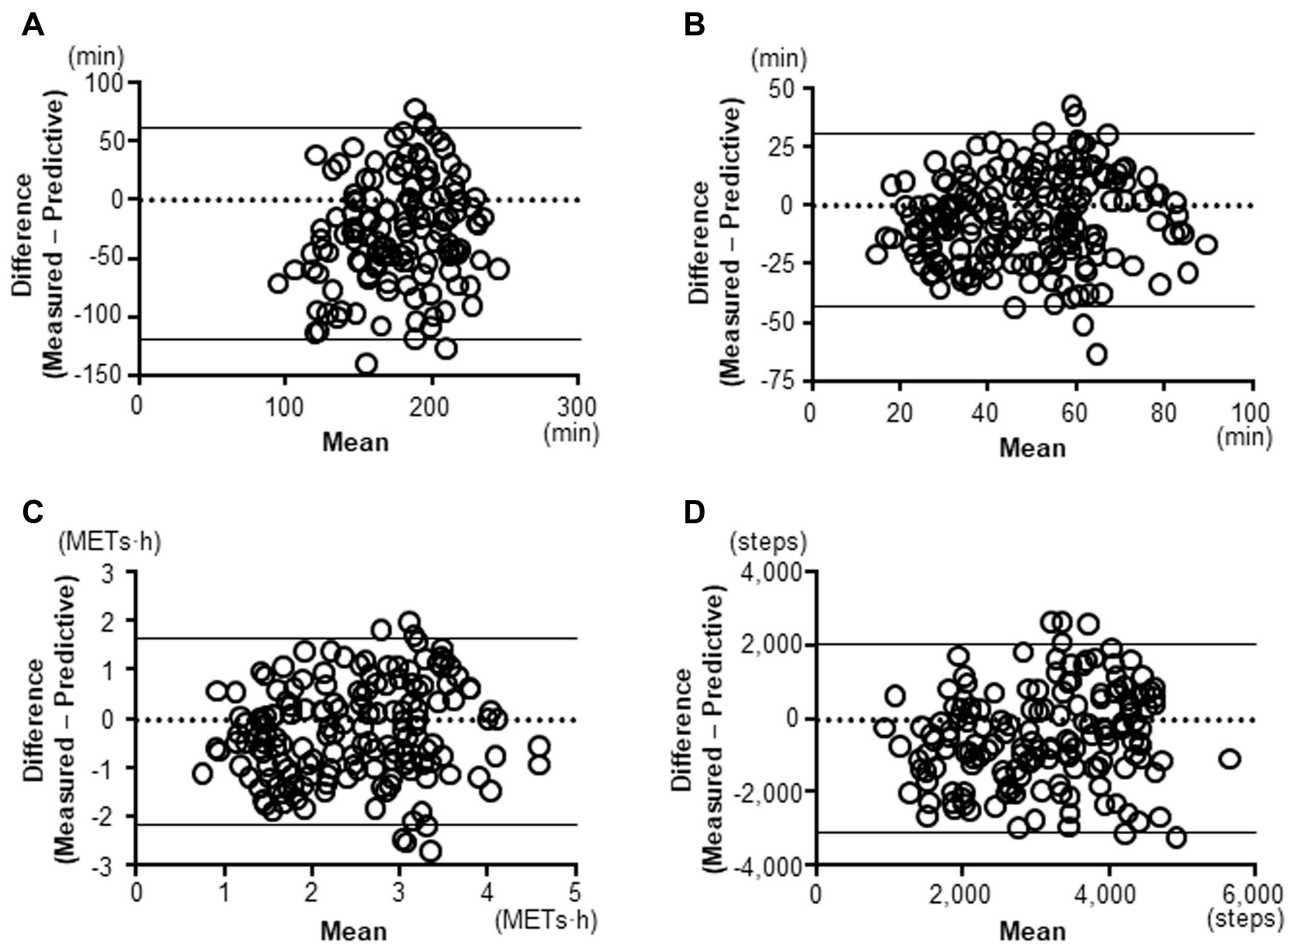 A
(min)
Difference
(Measured – Predictive)
100
50
0
-50
-100
-150
0
100
200
300
(min)
Mean
B
(min)
Difference
(Measured – Predictive)
50
25
0
-25
-50
-75
0
20
40
60
80
100
(min)
Mean
C
(METs·h)
Difference
(Measured – Predictive)
3
2
1
0
-1
-2
-3
0
1
2
3
4
5
(METs·h)
Mean
D
(steps)
Difference
(Measured – Predictive)
4,000
2,000
0
-2,000
-4,000
0
2,000
4,000
6,000
(steps)
Mean